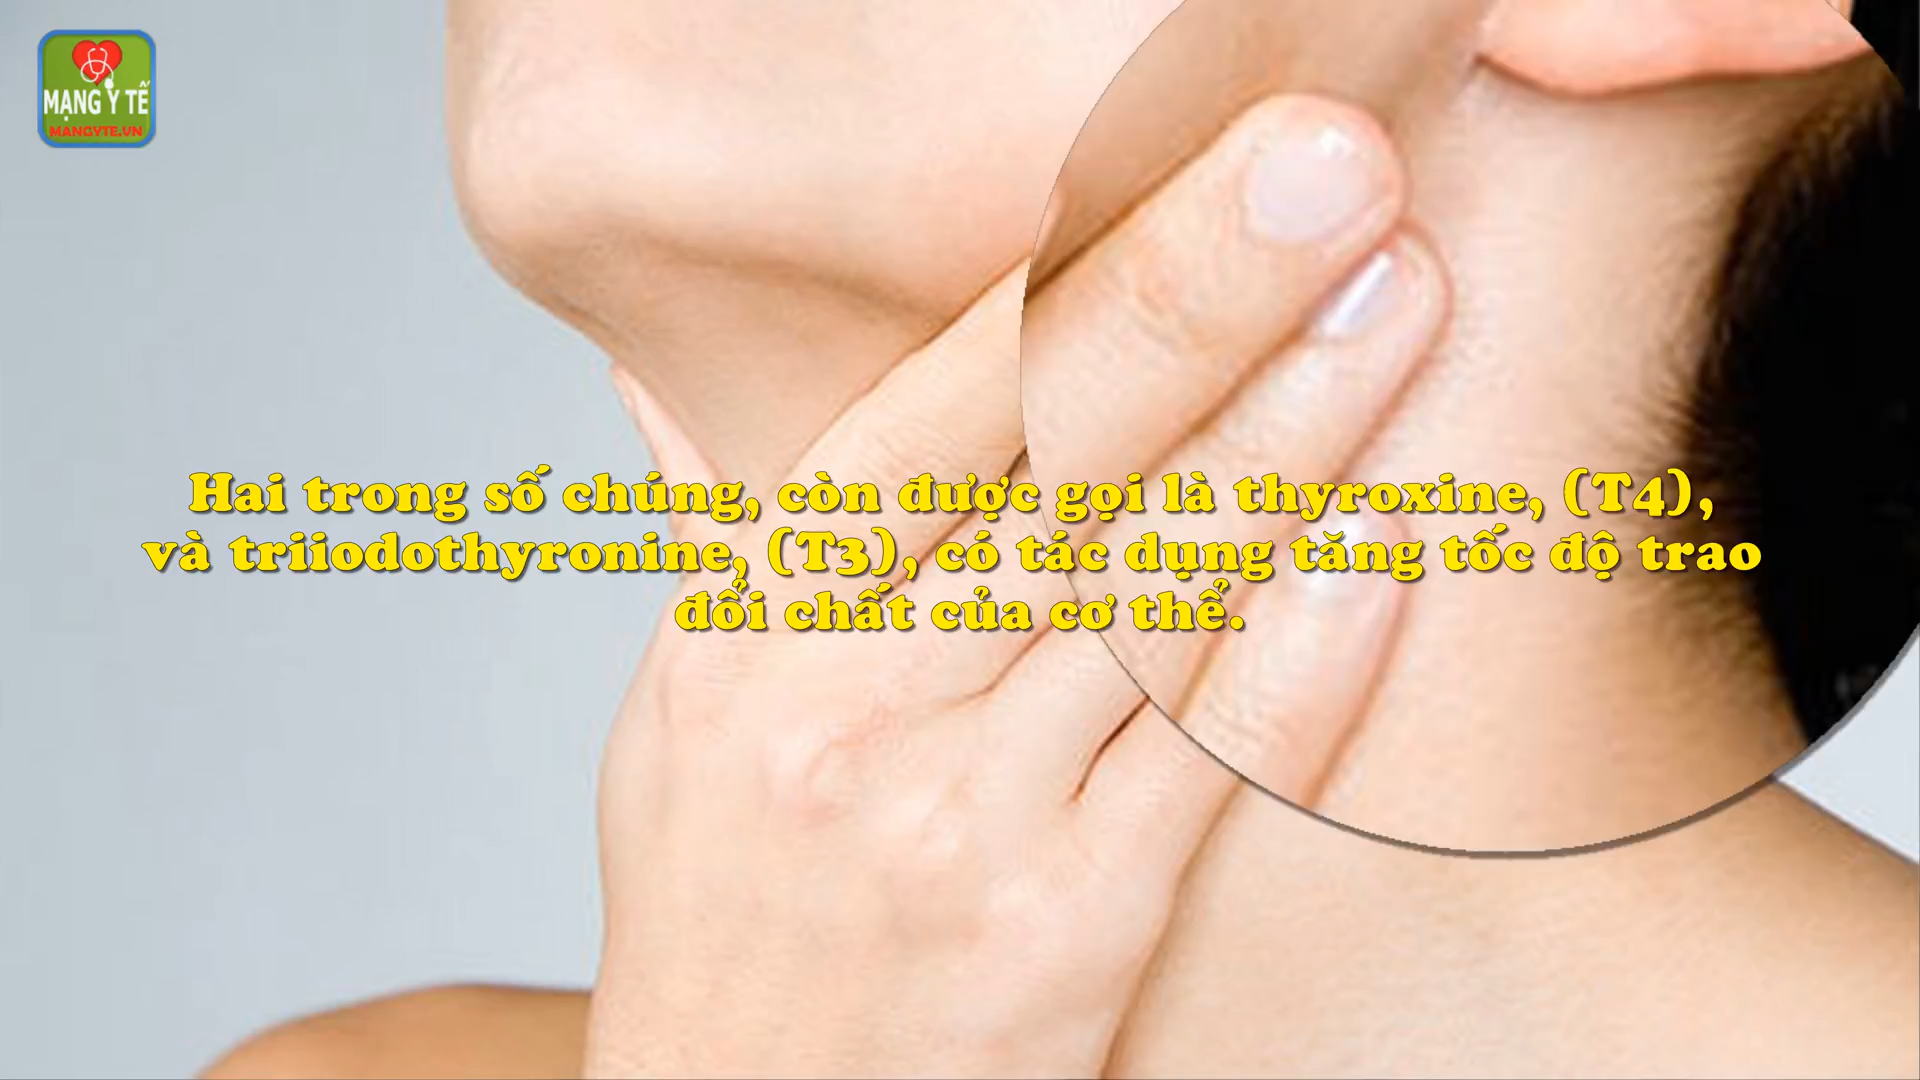 MẠNG Y TẾ
MANGYTE.VN
Hai trong số chúng, còn được gọi là thyroxine, (T4),
và triiodothyronine, (T3), có tác dụng tăng tốc độ trao
đổi chất của cơ thể.